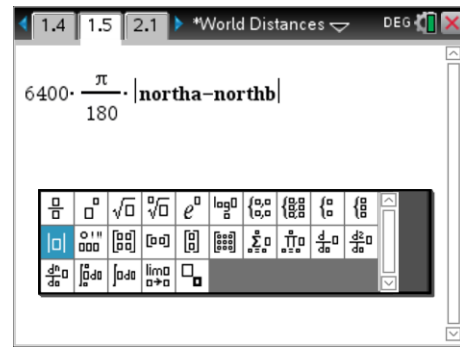 1.4 1.5 2.1 *World Distances DEG
6400· π/180 ·|northa−northb|